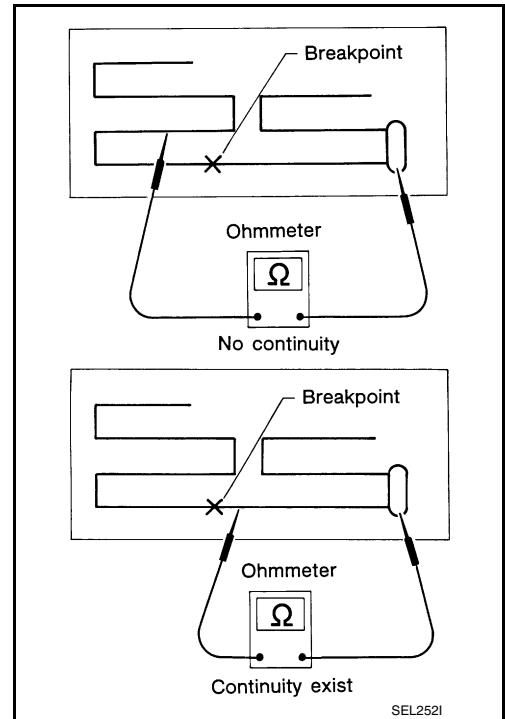 Breakpoint
Ohmmeter
Ω
No continuity
Breakpoint
Ohmmeter
Ω
Continuity exist
SEL252I